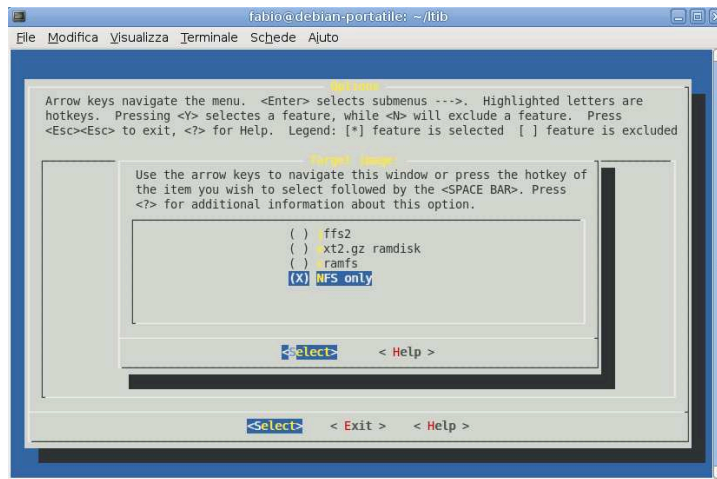 fabio@debian-portatile: ~/ltib
File Modifica Visualizza Terminale Schede Aiuto
Options
Arrow keys navigate the menu. <Enter> selects submenus --->. Highlighted letters are
hotkeys. Pressing <Y> selectes a feature, while <N> will exclude a feature. Press
<Esc><Esc> to exit, <?> for Help. Legend: [*] feature is selected [ ] feature is excluded
Target image
Use the arrow keys to navigate this window or press the hotkey of
the item you wish to select followed by the <SPACE BAR>. Press
<?> for additional information about this option.
( ) jffs2
( ) ext2.gz ramdisk
( ) ramfs
(X) NFS only
<Select> < Help >
<Select> < Exit > < Help >